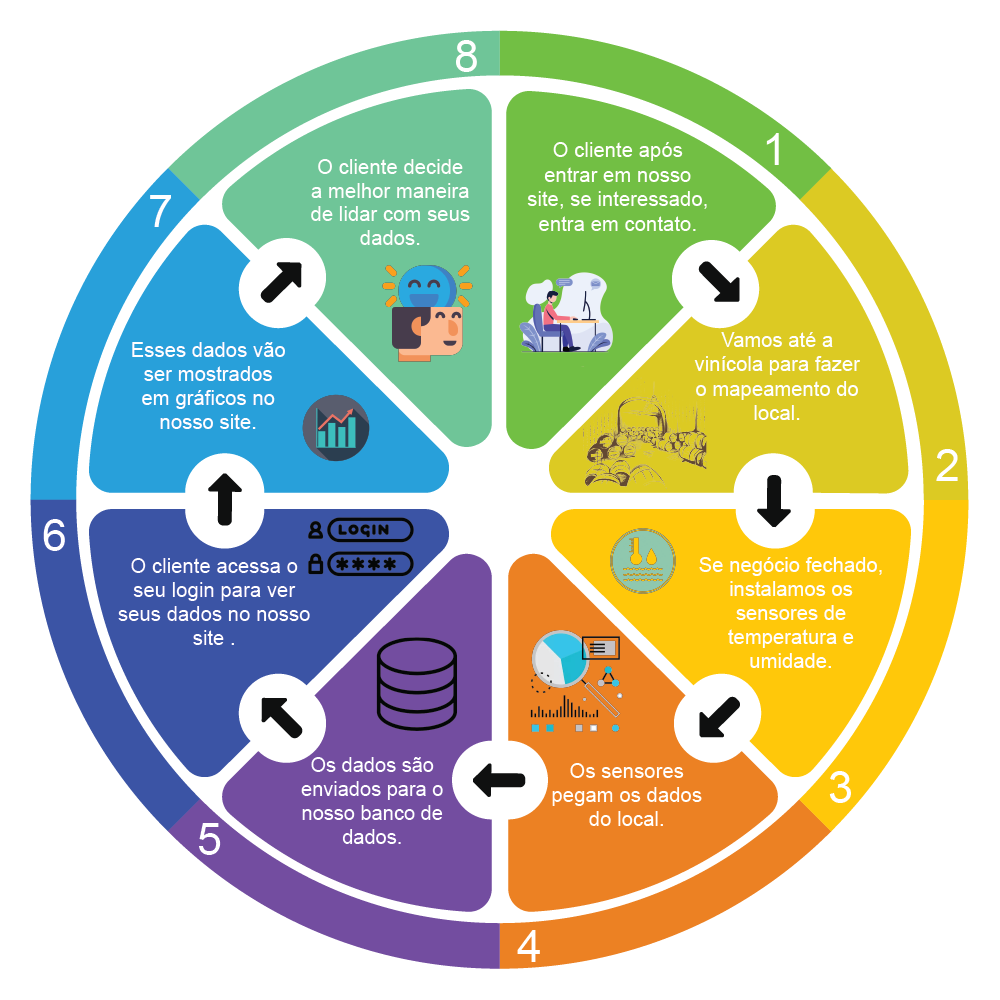 1
O cliente após
entrar em nosso
site, se interessado,
entra em contato.
2
Vamos até a
vinícola para fazer
o mapeamento do
local.
3
Se negócio fechado,
instalamos os
sensores de
temperatura e
umidade.
4
Os sensores
pegam os dados
do local.
5
Os dados são
enviados para o
nosso banco de
dados.
6
LOGIN
****
O cliente acessa o
seu login para ver
seus dados no nosso
site .
7
Esses dados vão
ser mostrados
em gráficos no
nosso site.
8
O cliente decide
a melhor maneira
de lidar com seus
dados.